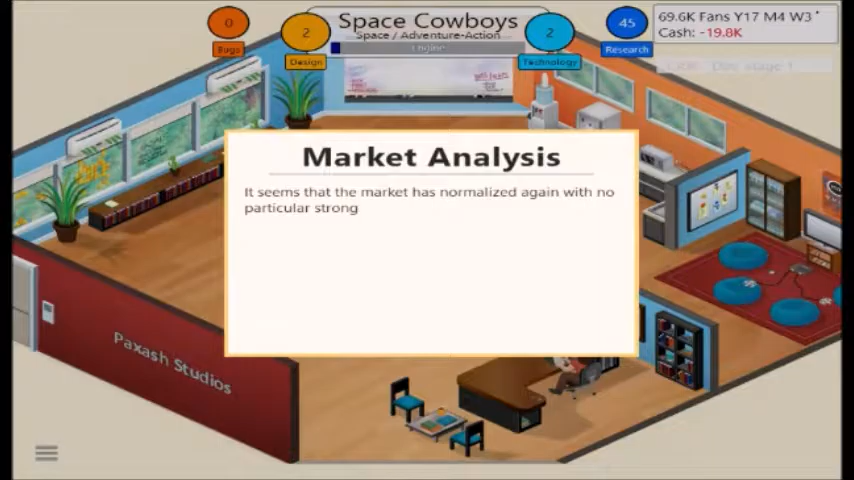 0
Bugs
2
Design
Space Cowboys
Space / Adventure-Action
Engine
2
Technology
45
Research
69.6K Fans Y17 M4 W3
Cash: -19.8K
Market Analysis
It seems that the market has normalized again with no
particular strong
Paxash Studios